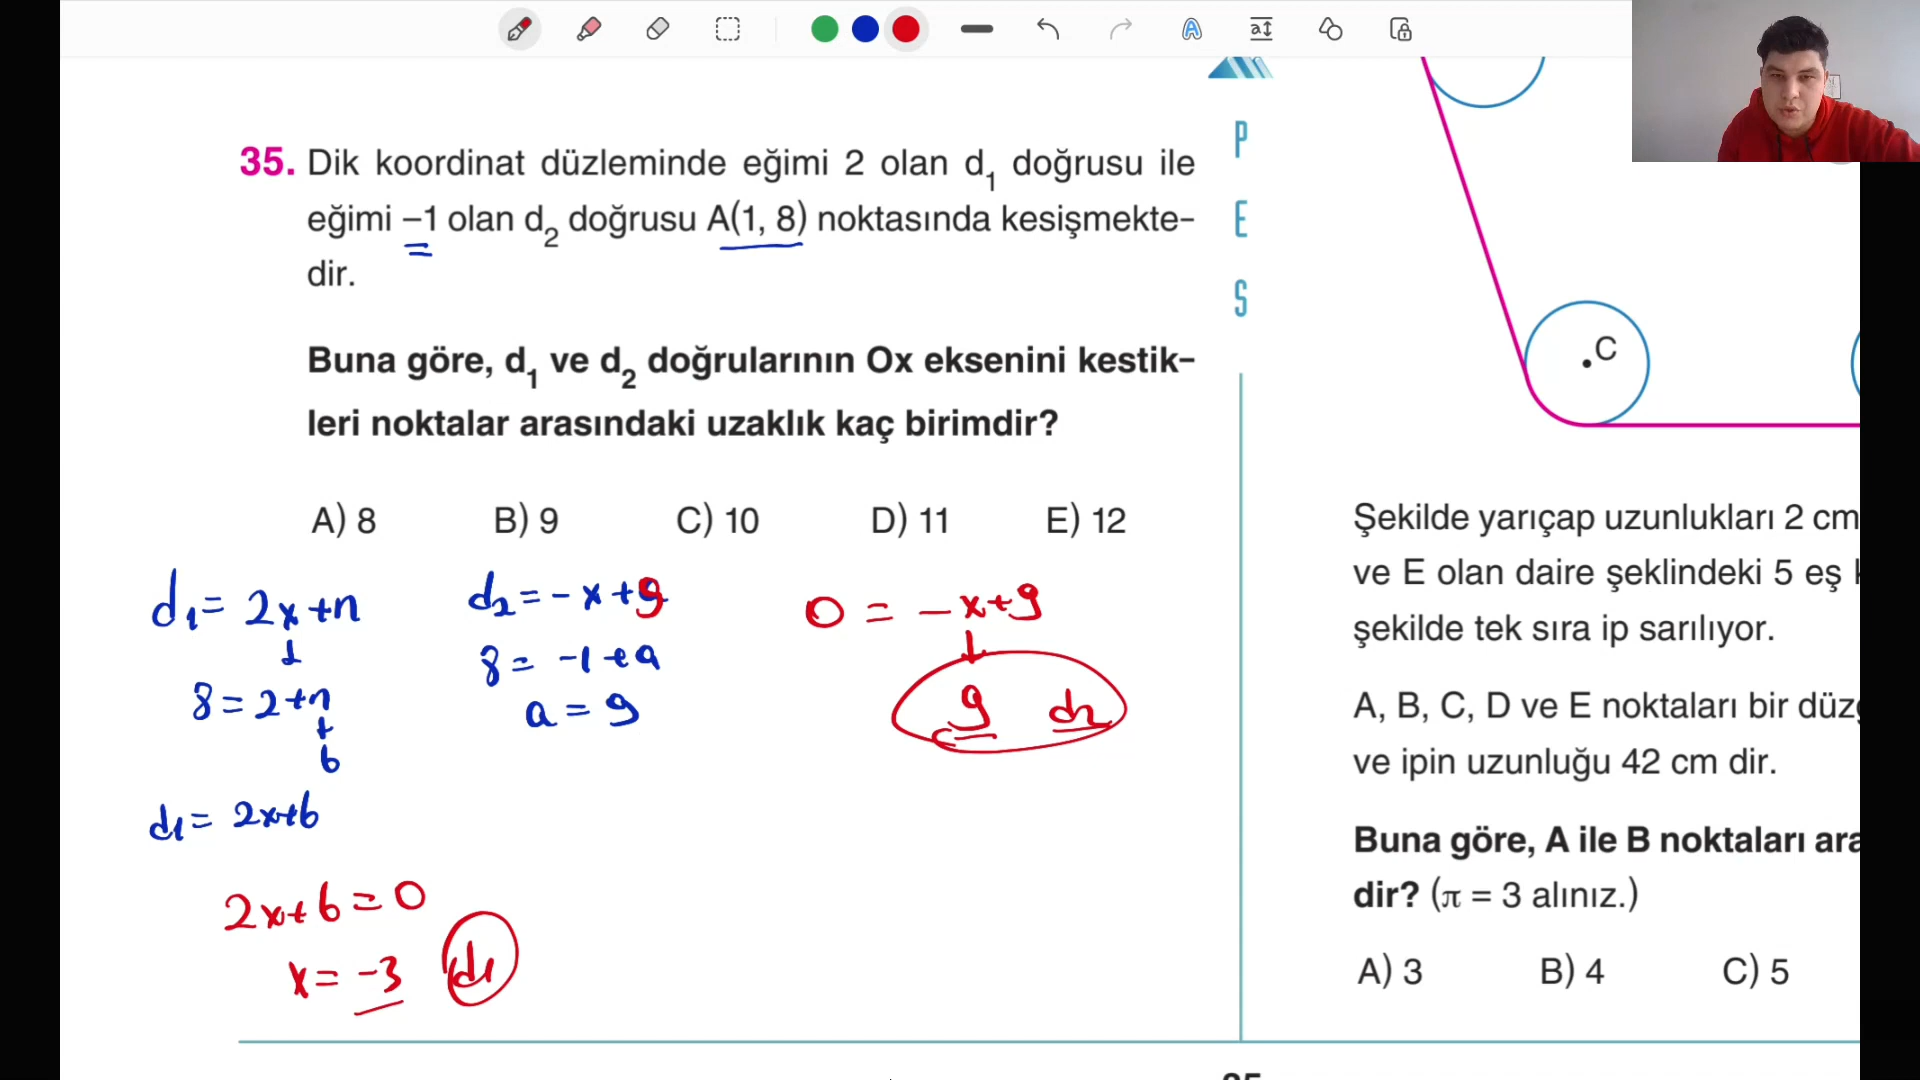 35. Dik koordinat düzleminde eğimi 2 olan d1 doğrusu ile
eğimi –1 olan d2 doğrusu A(1, 8) noktasında kesişmekte-
dir.
Buna göre, d1 ve d2 doğrularının Ox eksenini kestik-
leri noktalar arasındaki uzaklık kaç birimdir?
A) 8 B) 9 C) 10 D) 11 E) 12
d1 = 2x+n
8 = 2+n
6
d1 = 2x+6
2x+6=0
x = -3 d1
d2 = -x+9
8 = -1+a
a = 9
0 = -x+9
9 d2
P
E
S
C
Şekilde yarıçap uzunlukları 2 cm
ve E olan daire şeklindeki 5 eş
şekilde tek sıra ip sarılıyor.
A, B, C, D ve E noktaları bir düz
ve ipin uzunluğu 42 cm dir.
Buna göre, A ile B noktaları ara
dir? (π = 3 alınız.)
A) 3 B) 4 C) 5